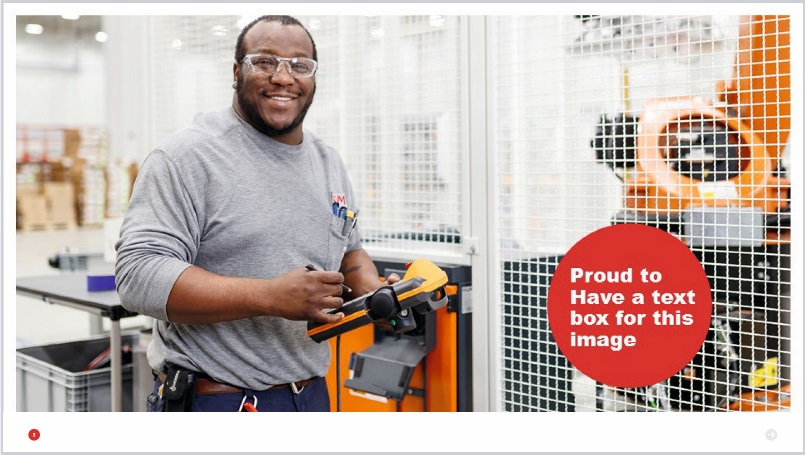 Proud to
Have a text
box for this
image